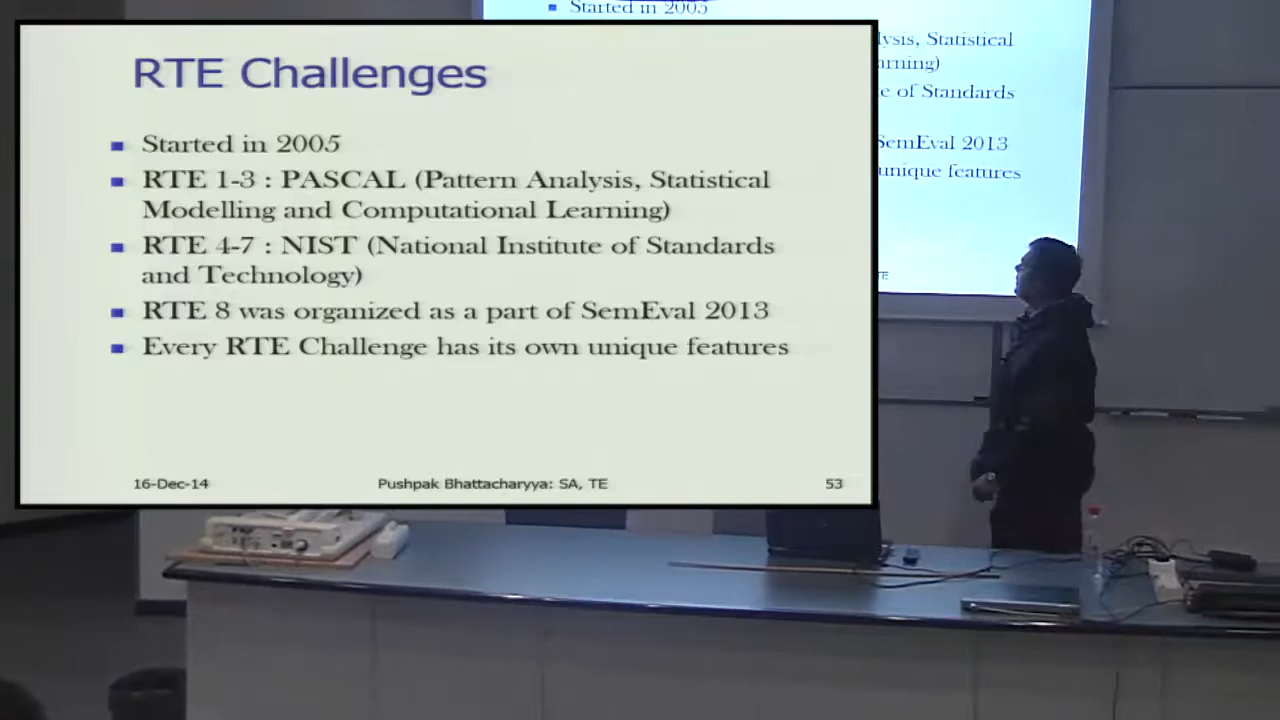 RTE Challenges
Started in 2005
RTE 1-3 : PASCAL (Pattern Analysis, Statistical
Modelling and Computational Learning)
RTE 4-7 : NIST (National Institute of Standards
and Technology)
RTE 8 was organized as a part of SemEval 2013
Every RTE Challenge has its own unique features
16-Dec-14
Pushpak Bhattacharyya: SA, TE
53
Started in 2005
lysis, Statistical
arning)
e of Standards
SemEval 2013
unique features
TE